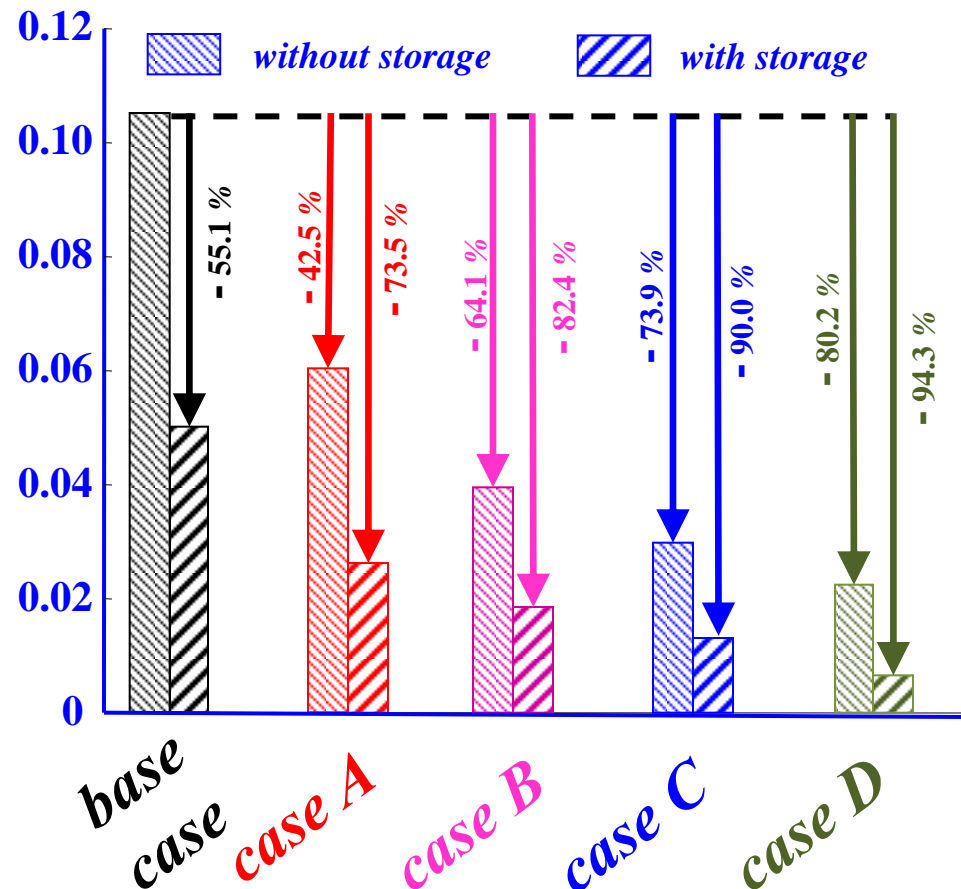 0.12
0.10
0.08
0.06
0.04
0.02
0
without storage
with storage
- 55.1 %
- 42.5 %
- 73.5 %
- 64.1 %
- 82.4 %
- 73.9 %
- 90.0 %
- 80.2 %
- 94.3 %
base
case
case A
case B
case C
case D